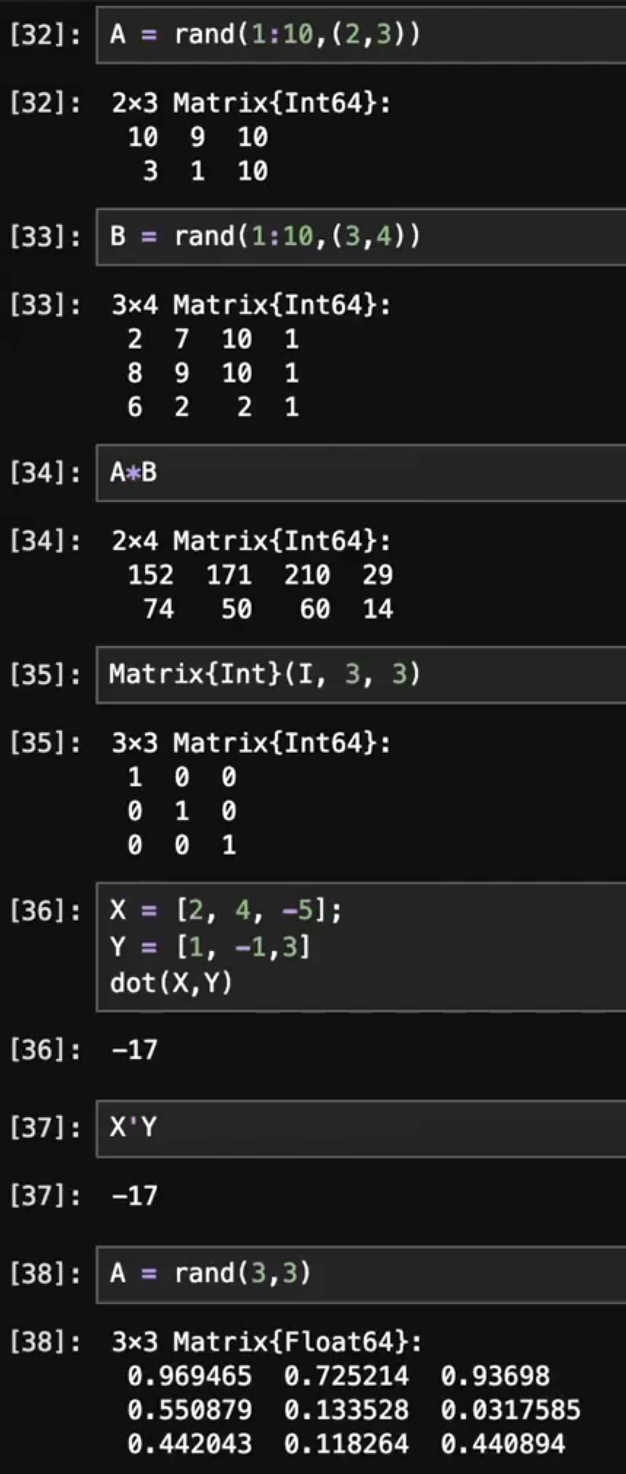 [32]: A = rand(1:10,(2,3))
[32]: 2×3 Matrix{Int64}:
10 9 10
3 1 10
[33]: B = rand(1:10,(3,4))
[33]: 3×4 Matrix{Int64}:
2 7 10 1
8 9 10 1
6 2 2 1
[34]: A*B
[34]: 2×4 Matrix{Int64}:
152 171 210 29
74 50 60 14
[35]: Matrix{Int}(I, 3, 3)
[35]: 3×3 Matrix{Int64}:
1 0 0
0 1 0
0 0 1
[36]: X = [2, 4, −5];
Y = [1, −1,3]
dot(X,Y)
[36]: −17
[37]: X'Y
[37]: −17
[38]: A = rand(3,3)
[38]: 3×3 Matrix{Float64}:
0.969465 0.725214 0.93698
0.550879 0.133528 0.0317585
0.442043 0.118264 0.440894